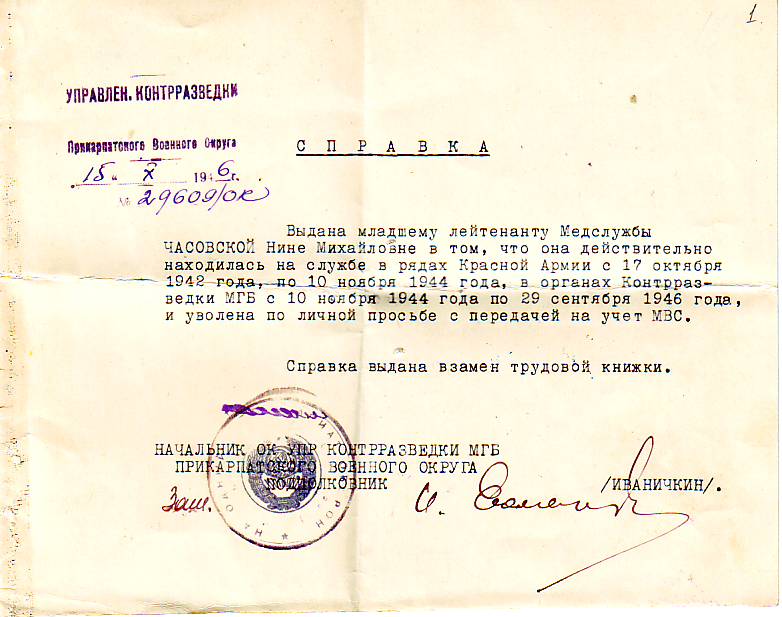 1.
УПРАВЛЕН. КОНТРРАЗВЕДКИ
Прикарпатского Военного Округа
"15" X 1946г.
№ 29609/ок
СПРАВКА
Выдана младшему лейтенанту Медслужбы
ЧАСОВСКОЙ Нине Михайловне в том, что она действительно
находилась на службе в рядах Красной Армии с 17 октября
1942 года, по 10 ноября 1944 года, в органах Контрраз-
ведки МГБ с 10 ноября 1944 года по 29 сентября 1946 года,
и уволена по личной просьбе с передачей на учет МВС.
Справка выдана взамен трудовой книжки.
НАЧАЛЬНИК ОК УПР КОНТРРАЗВЕДКИ МГБ
ПРИКАРПАТСКОГО ВОЕННОГО ОКРУГА
ПОДПОЛКОВНИК /ИВАНИЧКИН/.
Зам.